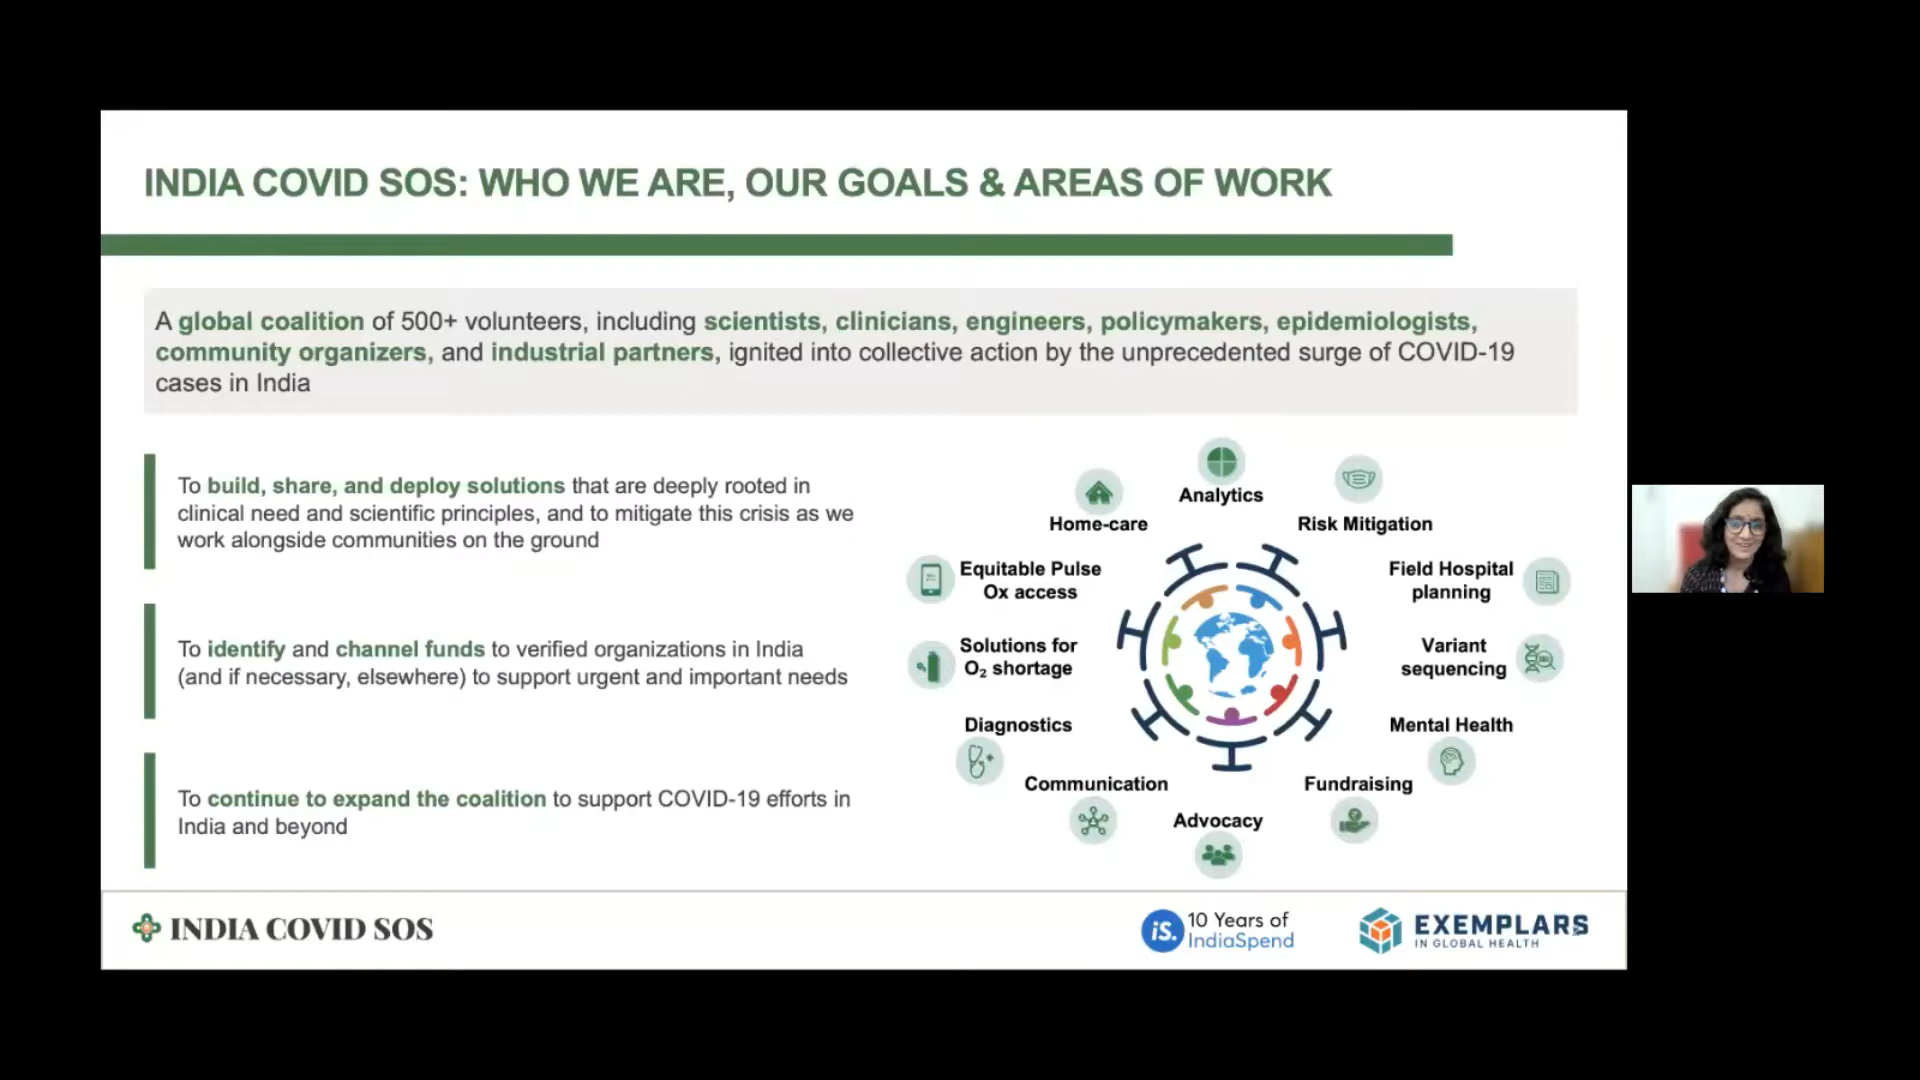 INDIA COVID SOS: WHO WE ARE, OUR GOALS & AREAS OF WORK
A global coalition of 500+ volunteers, including scientists, clinicians, engineers, policymakers, epidemiologists,
community organizers, and industrial partners, ignited into collective action by the unprecedented surge of COVID-19
cases in India
To build, share, and deploy solutions that are deeply rooted in
clinical need and scientific principles, and to mitigate this crisis as we
work alongside communities on the ground
To identify and channel funds to verified organizations in India
(and if necessary, elsewhere) to support urgent and important needs
To continue to expand the coalition to support COVID-19 efforts in
India and beyond
Analytics
Home-care
Risk Mitigation
Equitable Pulse
Ox access
Field Hospital
planning
Solutions for
O₂ shortage
Variant
sequencing
Diagnostics
Mental Health
Communication
Fundraising
Advocacy
INDIA COVID SOS
iS.
10 Years of
IndiaSpend
EXEMPLARS
IN GLOBAL HEALTH